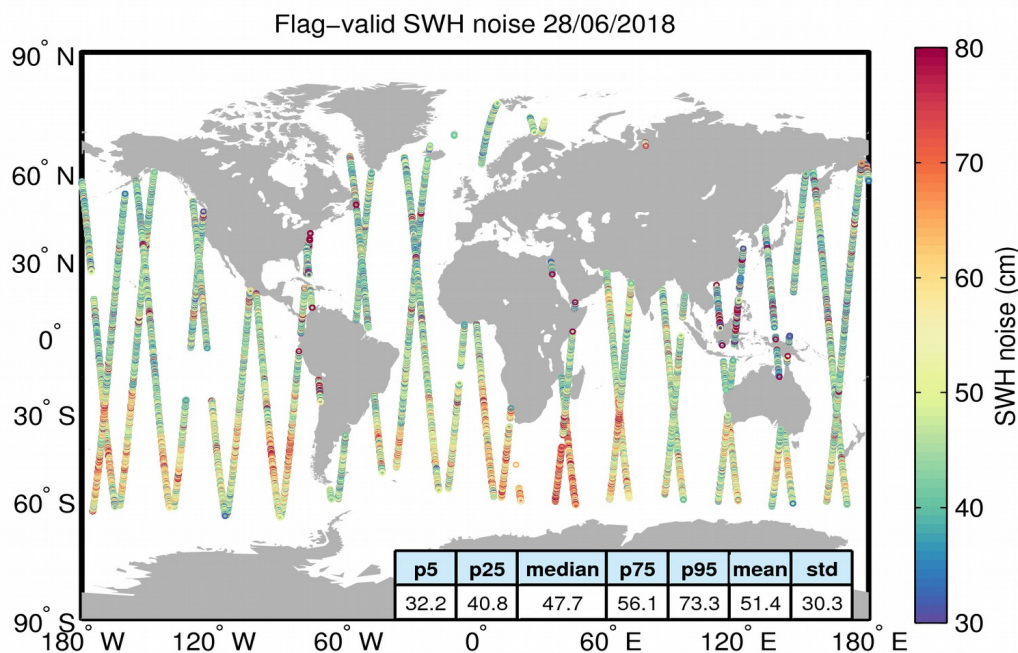 Flag−valid SWH noise 28/06/2018
90° N
60° N
30° N
0°
30° S
60° S
90° S
180° W
120° W
60° W
0°
60° E
120° E
180° E
80
70
60
50
40
30
SWH noise (cm)
p5 p25 median p75 p95 mean std
32.2 40.8 47.7 56.1 73.3 51.4 30.3